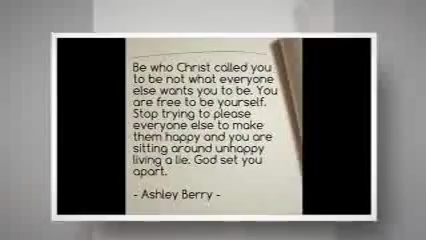 Be who Christ called you
to be not what everyone
else wants you to be. You
are free to be yourself.
Stop trying to please
everyone else to make
them happy and you are
sitting around unhappy
living a lie. God set you
apart.
- Ashley Berry -